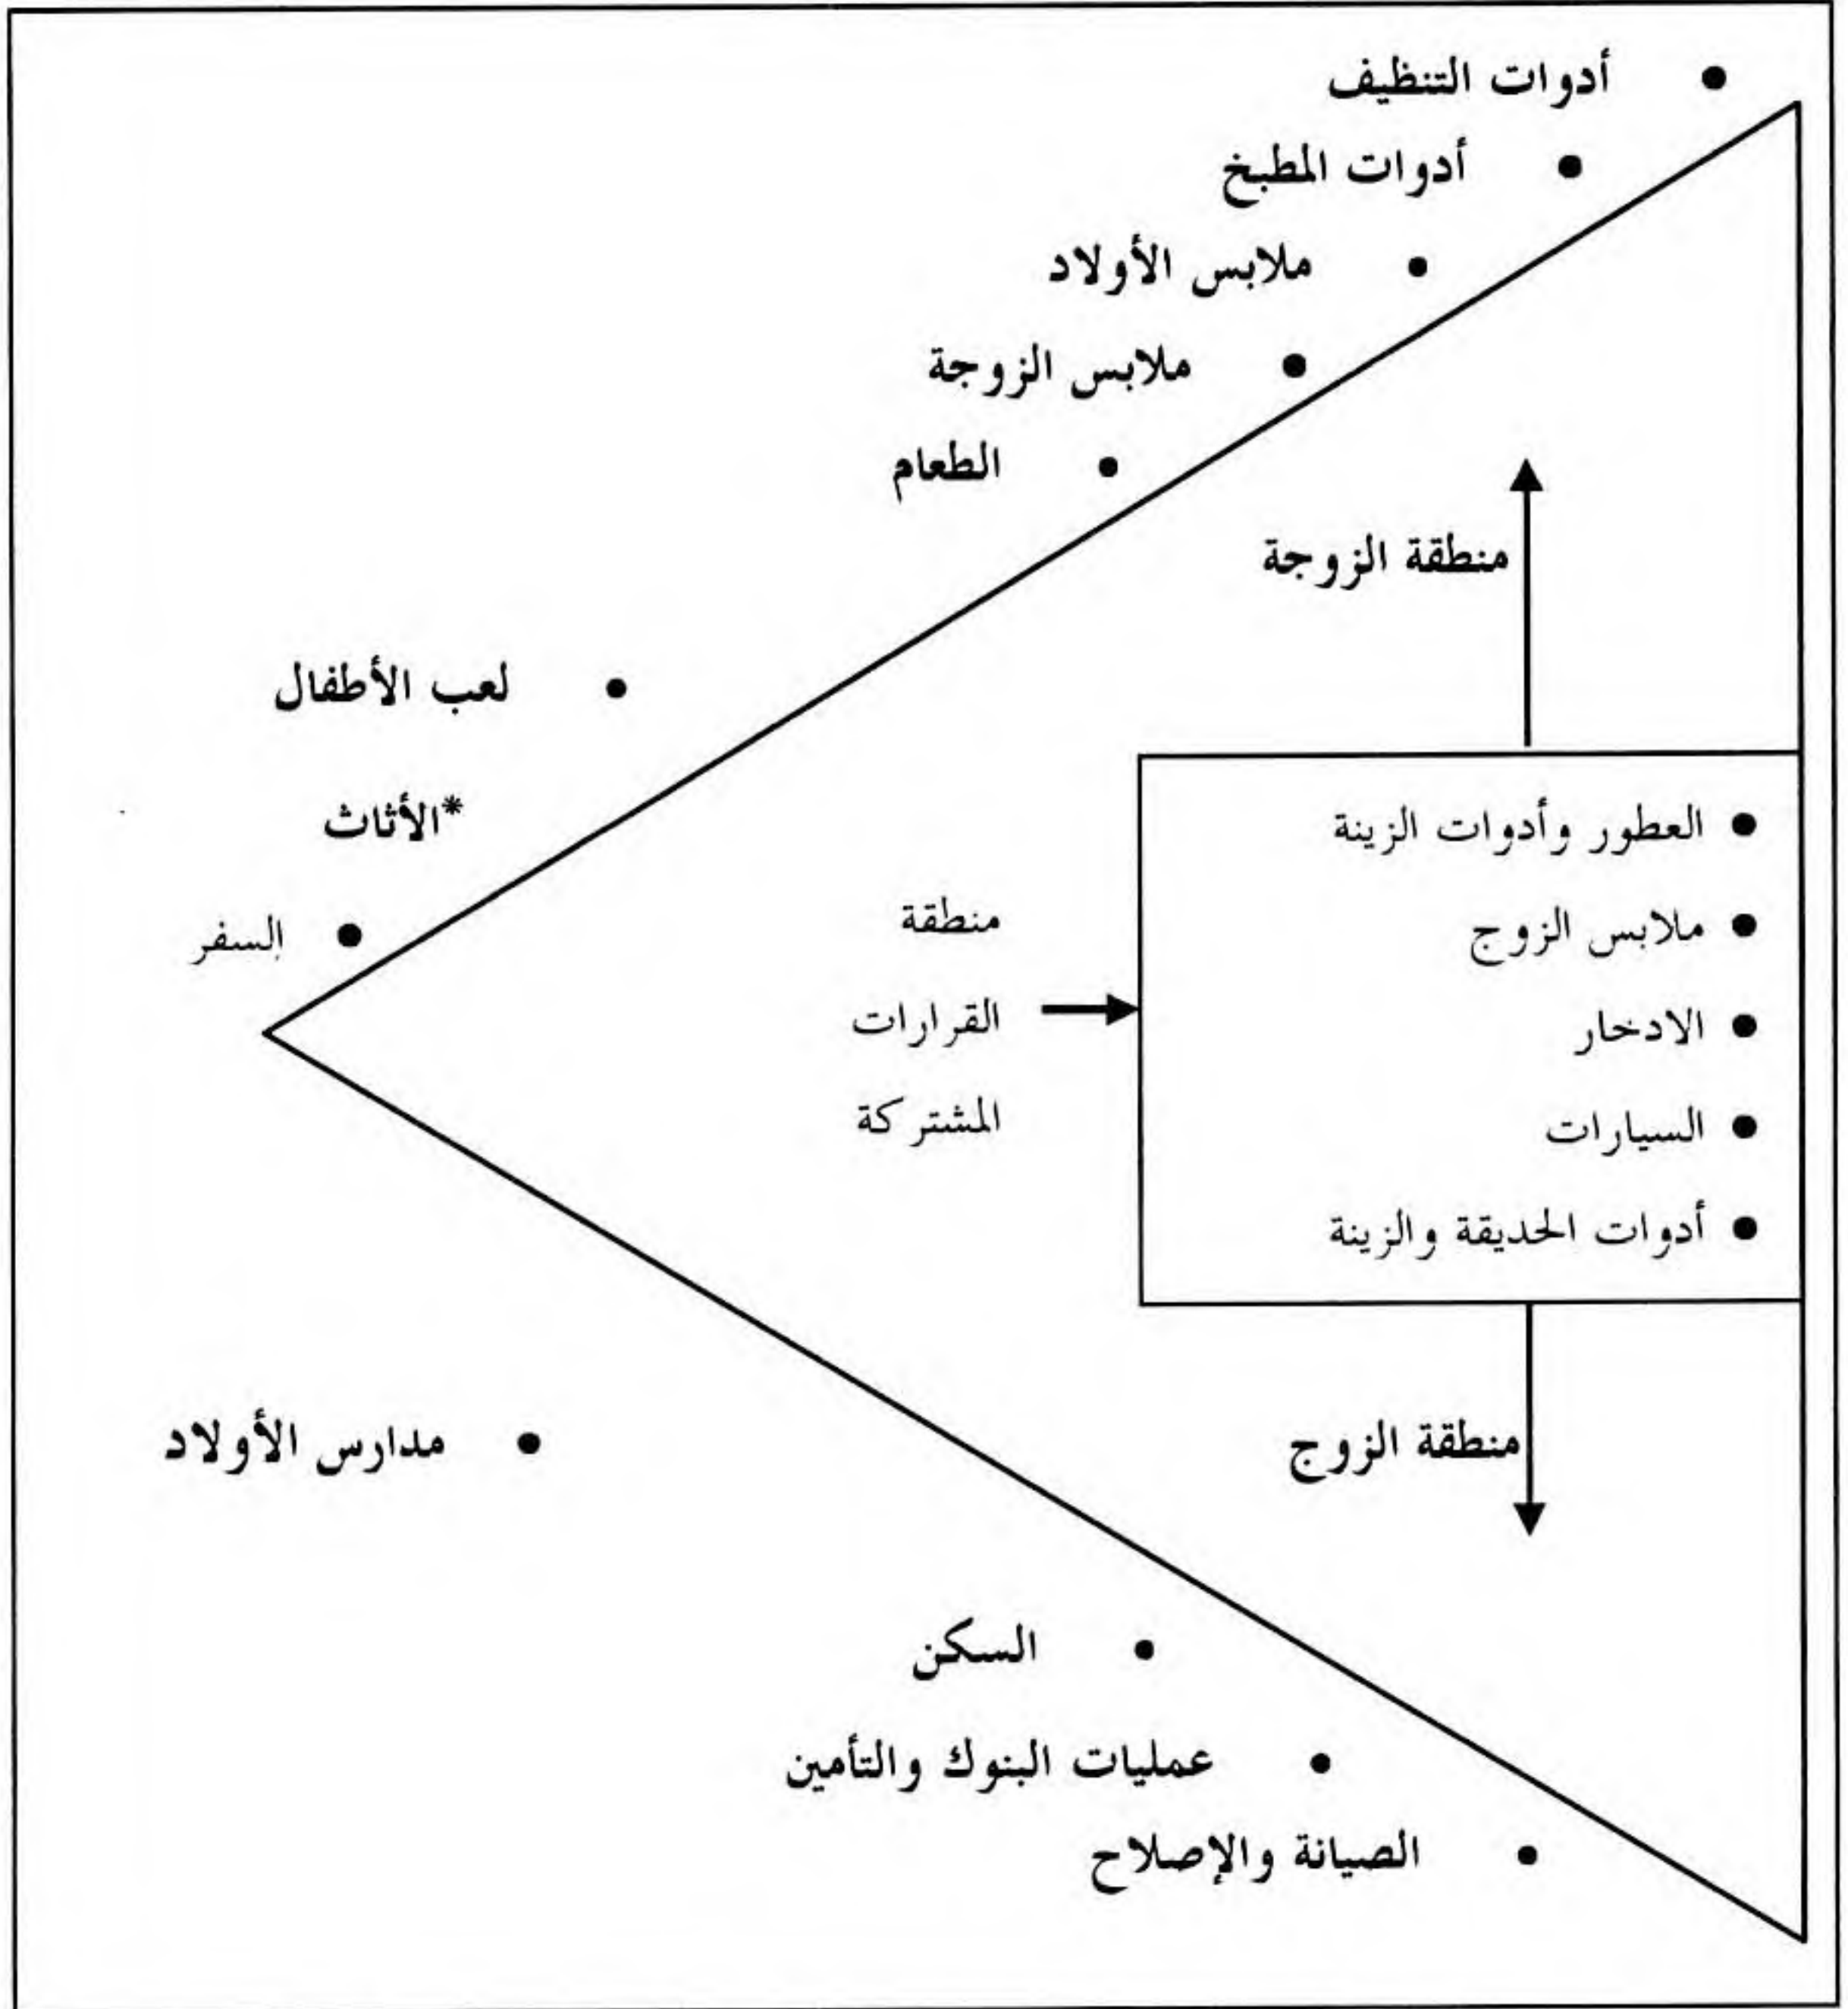 أدوات التنظيف
أدوات المطبخ
ملابس الأولاد
ملابس الزوجة
الطعام
منطقة الزوجة
لعب الأطفال
*الأثاث
السفر
العطور وأدوات الزينة
ملابس الزوج
الادخار
السيارات
أدوات الحديقة والزينة
منطقة
القرارات
المشتركة
منطقة الزوج
مدارس الأولاد
السكن
عمليات البنوك والتأمين
الصيانة والإصلاح